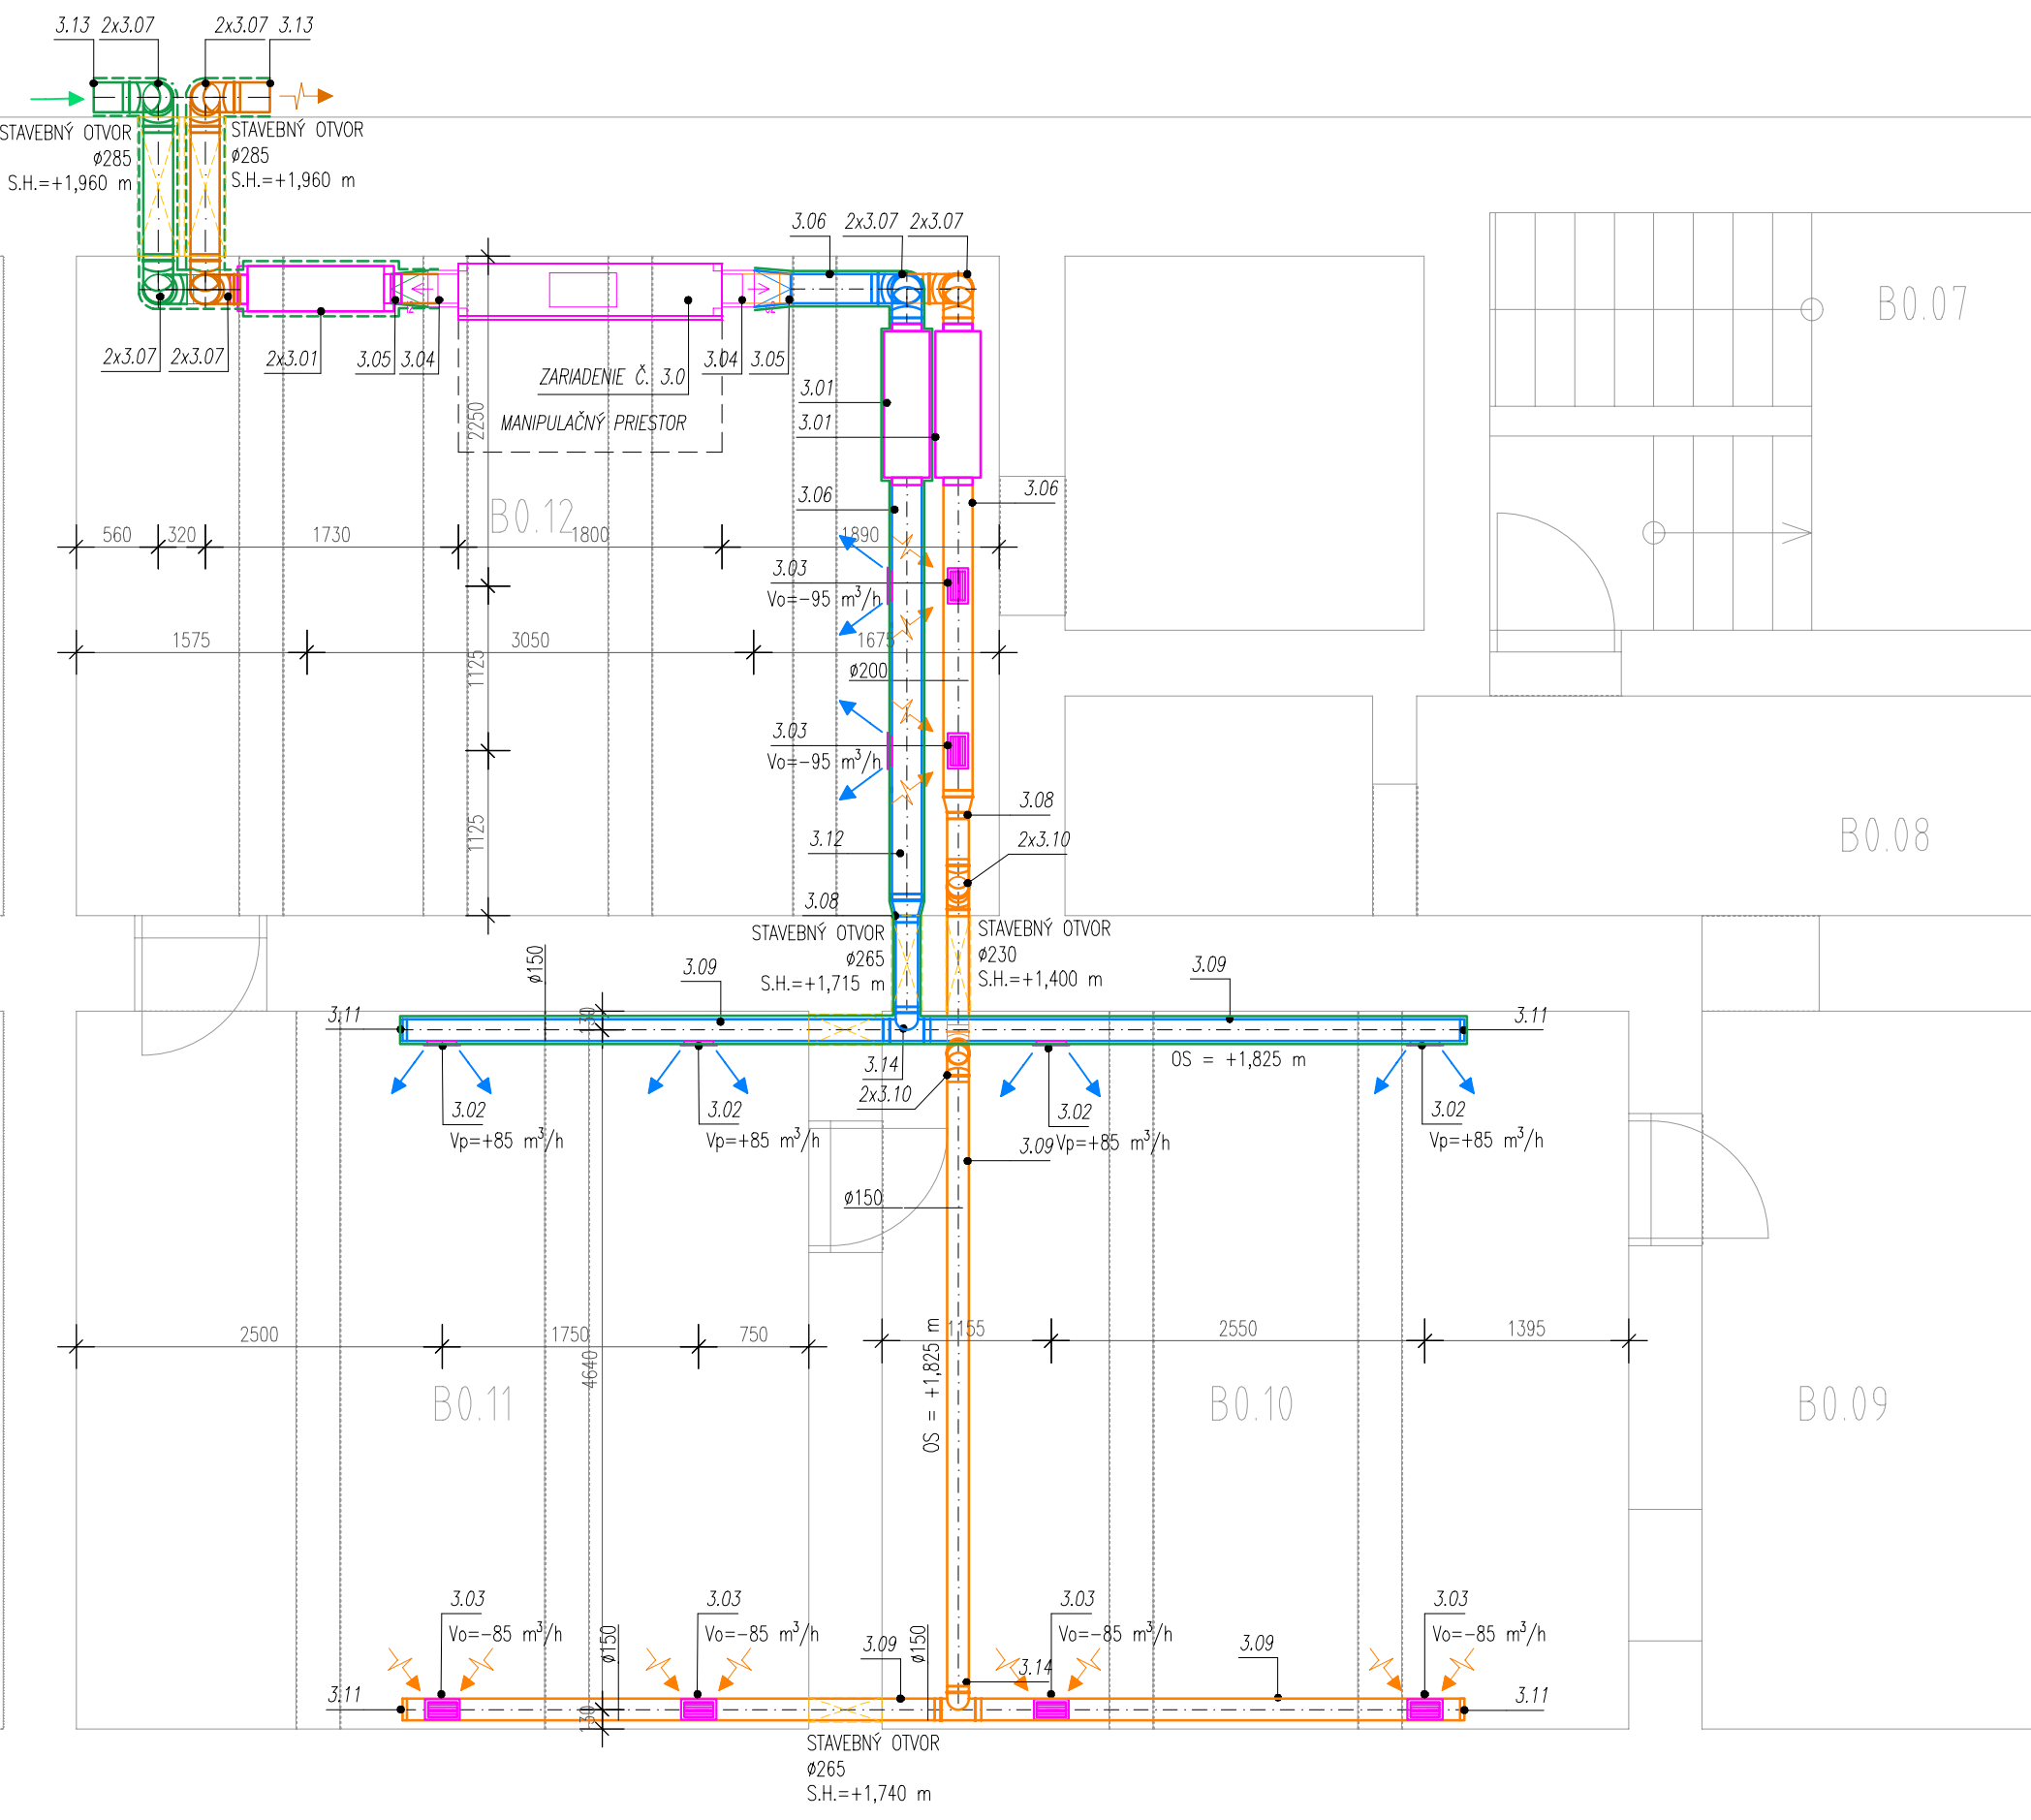 3.13
2x3.07
2x3.07
3.13
STAVEBNÝ OTVOR
ø285
S.H.=+1,960 m
STAVEBNÝ OTVOR
ø285
S.H.=+1,960 m
3.06
2x3.07
2x3.07
B0.07
2x3.07
2x3.07
2x3.01
3.05
3.04
ZARIADENIE Č. 3.0
3.04
3.05
MANIPULAČNÝ PRIESTOR
2250
3.01
3.01
B0.12
3.06
3.06
560
320
1730
1800
1890
3.03
Vo=-95 m³/h
1575
3050
1675
1125
ø200
3.03
Vo=-95 m³/h
3.08
1125
3.12
2x3.10
B0.08
3.08
STAVEBNÝ OTVOR
ø265
S.H.=+1,715 m
STAVEBNÝ OTVOR
ø230
S.H.=+1,400 m
ø150
3.09
3.09
3.11
130
3.11
3.14
OS = +1,825 m
2x3.10
3.02
Vp=+85 m³/h
3.02
Vp=+85 m³/h
3.02
Vp=+85 m³/h
3.02
Vp=+85 m³/h
3.09
ø150
2500
1750
750
1155
2550
1395
4640
OS = +1,825 m
B0.11
B0.10
B0.09
3.03
Vo=-85 m³/h
3.03
Vo=-85 m³/h
3.03
Vo=-85 m³/h
3.03
Vo=-85 m³/h
ø150
3.09
ø150
3.14
3.09
3.11
130
3.11
STAVEBNÝ OTVOR
ø265
S.H.=+1,740 m